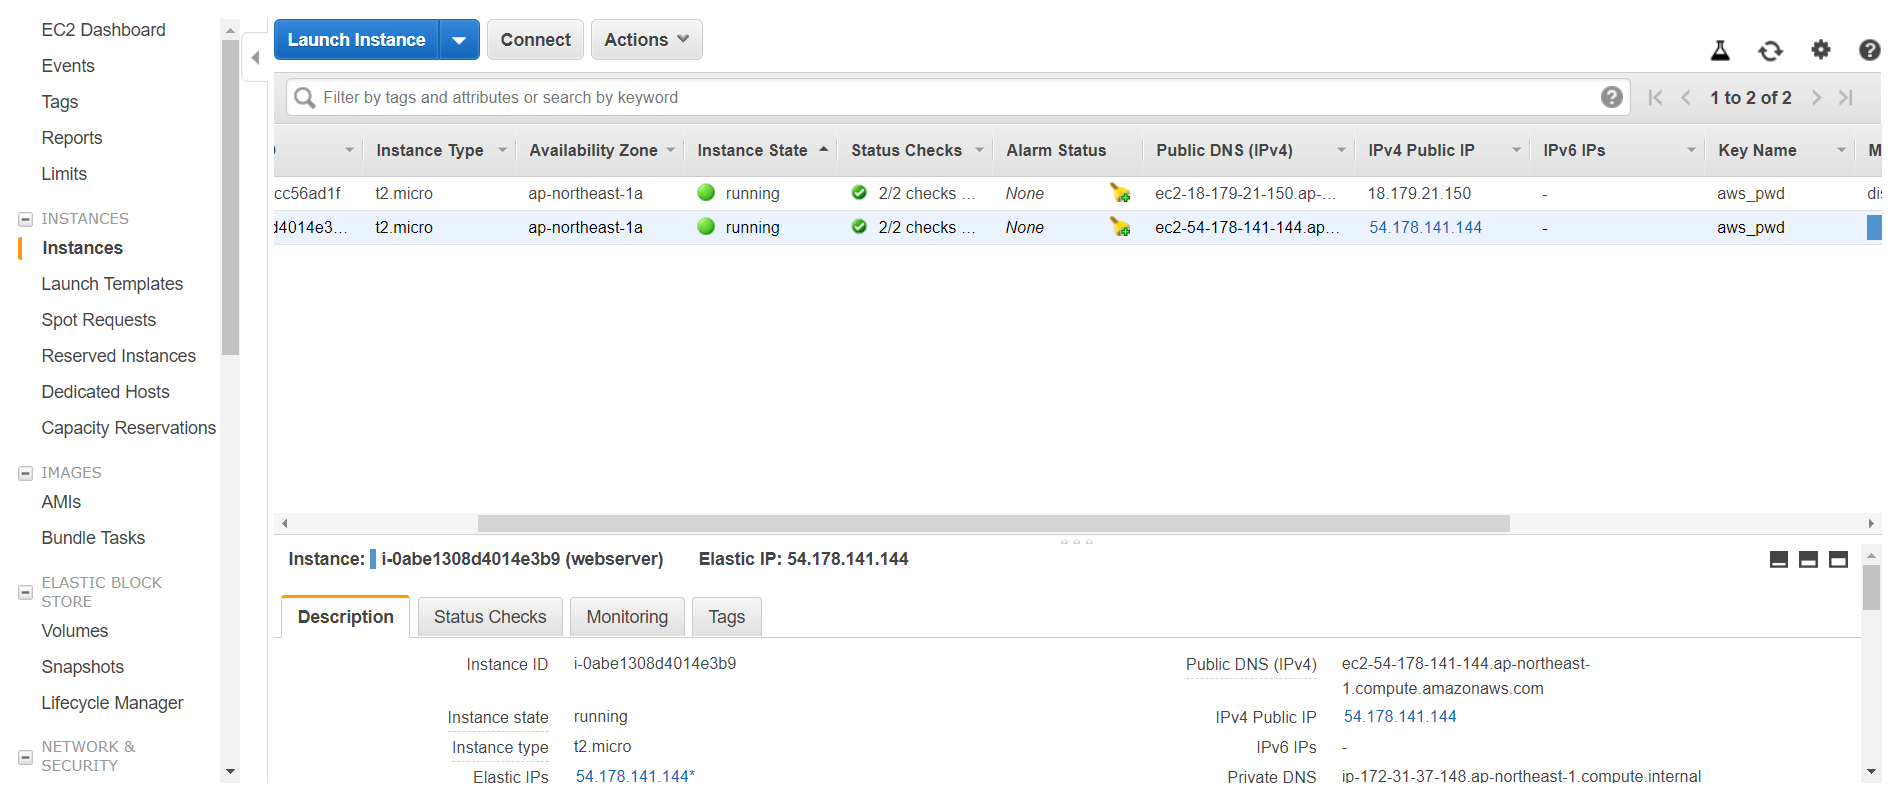 EC2 Dashboard
Events
Tags
Reports
Limits
INSTANCES
Instances
Launch Templates
Spot Requests
Reserved Instances
Dedicated Hosts
Capacity Reservations
IMAGES
AMIs
Bundle Tasks
ELASTIC BLOCK
STORE
Volumes
Snapshots
Lifecycle Manager
NETWORK &
SECURITY
Launch Instance Connect Actions
Filter by tags and attributes or search by keyword 1 to 2 of 2
Instance Type Availability Zone Instance State Status Checks Alarm Status Public DNS (IPv4) IPv4 Public IP IPv6 IPs Key Name M
cc56ad1f t2.micro ap-northeast-1a running 2/2 checks ... None ec2-18-179-21-150.ap-... 18.179.21.150 - aws_pwd dis
d4014e3... t2.micro ap-northeast-1a running 2/2 checks ... None ec2-54-178-141-144.ap... 54.178.141.144 - aws_pwd
Instance: i-0abe1308d4014e3b9 (webserver) Elastic IP: 54.178.141.144
Description Status Checks Monitoring Tags
Instance ID i-0abe1308d4014e3b9 Public DNS (IPv4) ec2-54-178-141-144.ap-northeast-
1.compute.amazonaws.com
Instance state running IPv4 Public IP 54.178.141.144
Instance type t2.micro IPv6 IPs -
Elastic IPs 54.178.141.144* Private DNS ip-172-31-37-148.ap-northeast-1.compute.internal